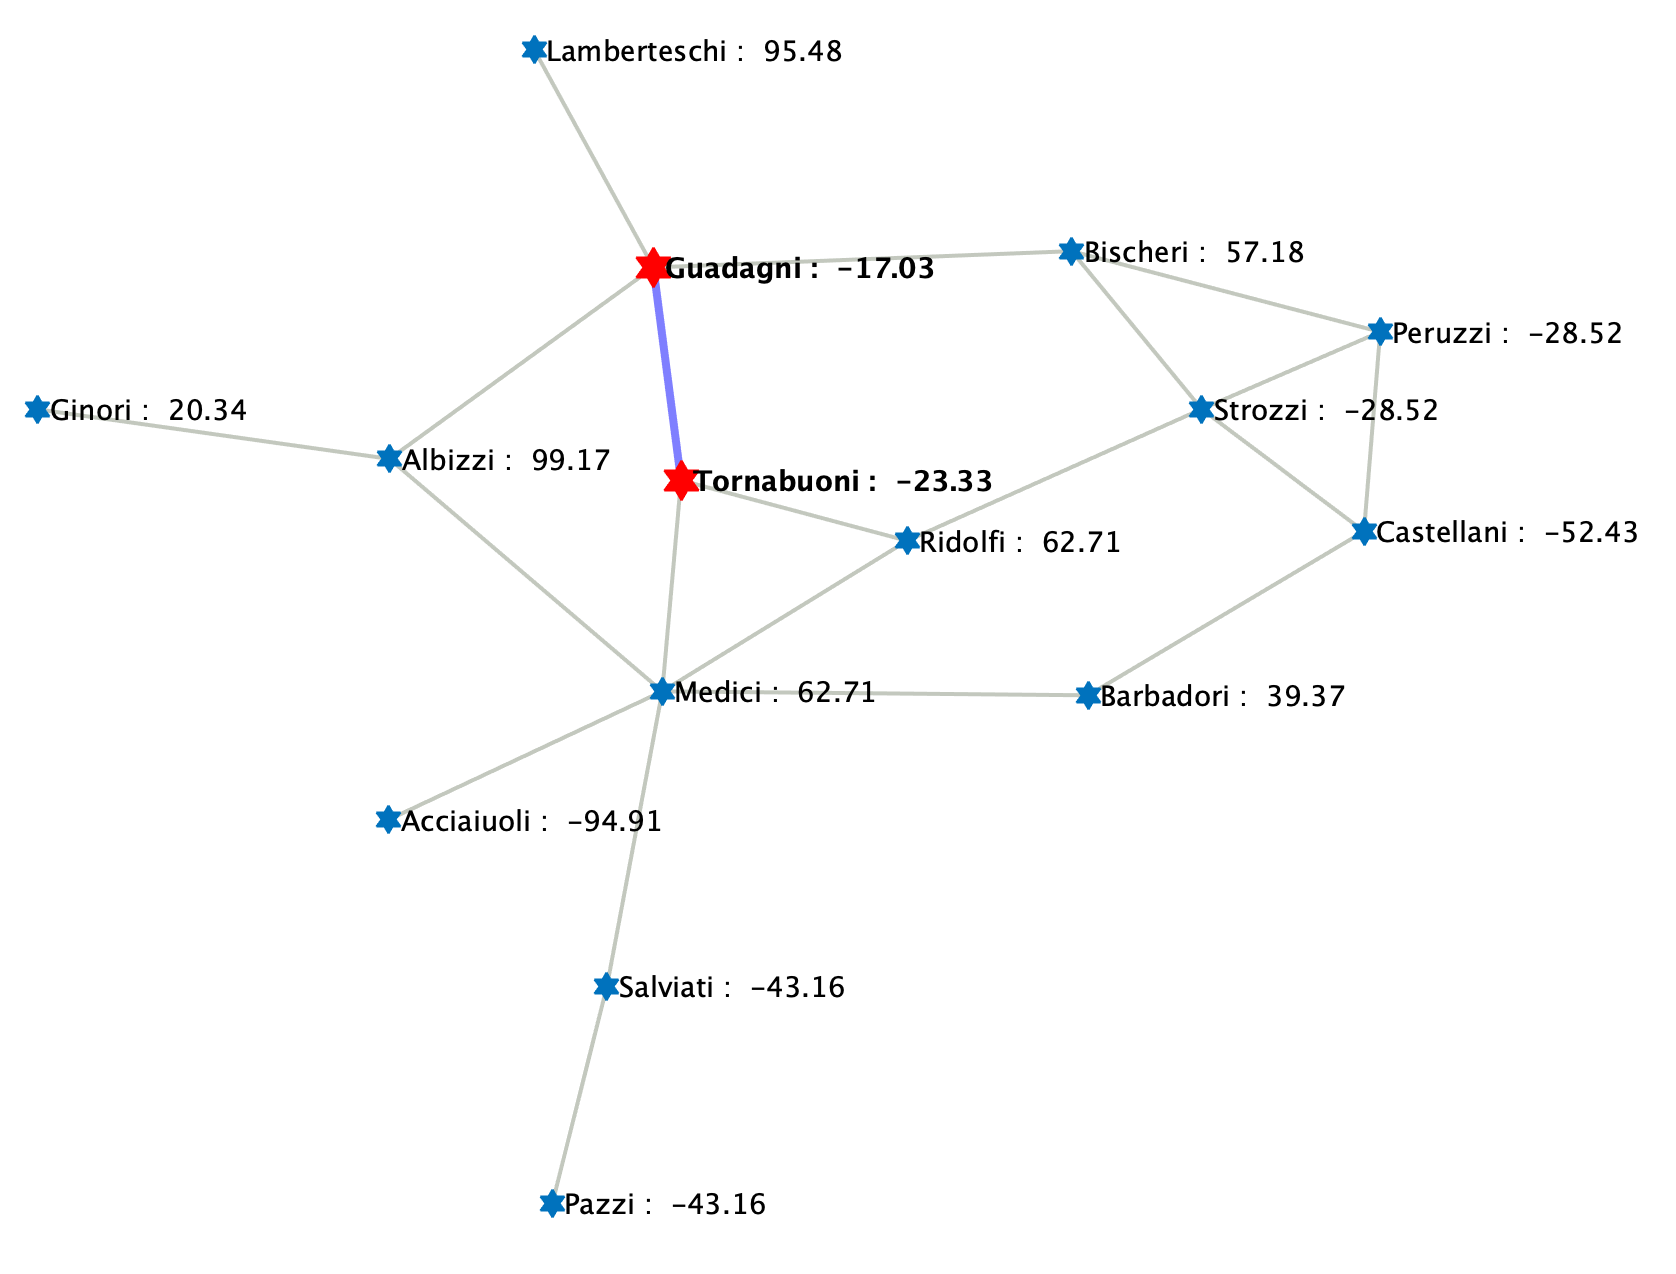 Lamberteschi :  95.48
Bischeri :  57.18
Guadagni :  −17.03
Peruzzi :  −28.52
Ginori :  20.34
Strozzi :  −28.52
Albizzi :  99.17
Tornabuoni :  −23.33
Castellani :  −52.43
Ridolfi :  62.71
Medici :  62.71
Barbadori :  39.37
Acciaiuoli :  −94.91
Salviati :  −43.16
Pazzi :  −43.16